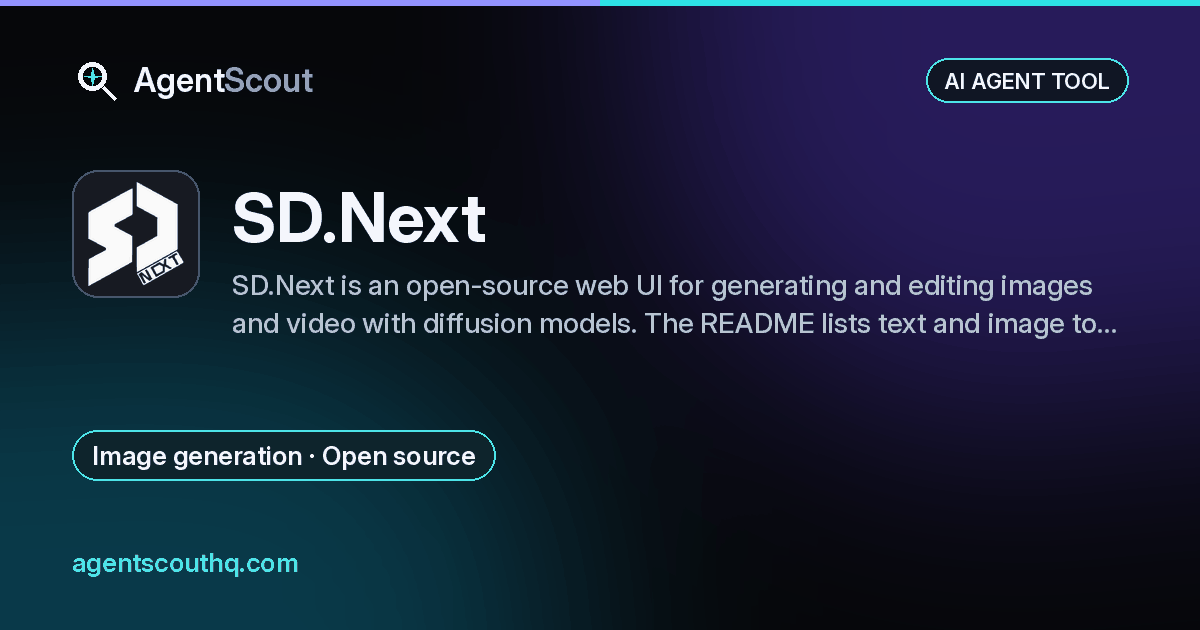 AgentScout
AI AGENT TOOL
SD NEXT
SD.Next
SD.Next is an open-source web UI for generating and editing images
and video with diffusion models. The README lists text and image to...
Image generation · Open source
agentscouthq.com